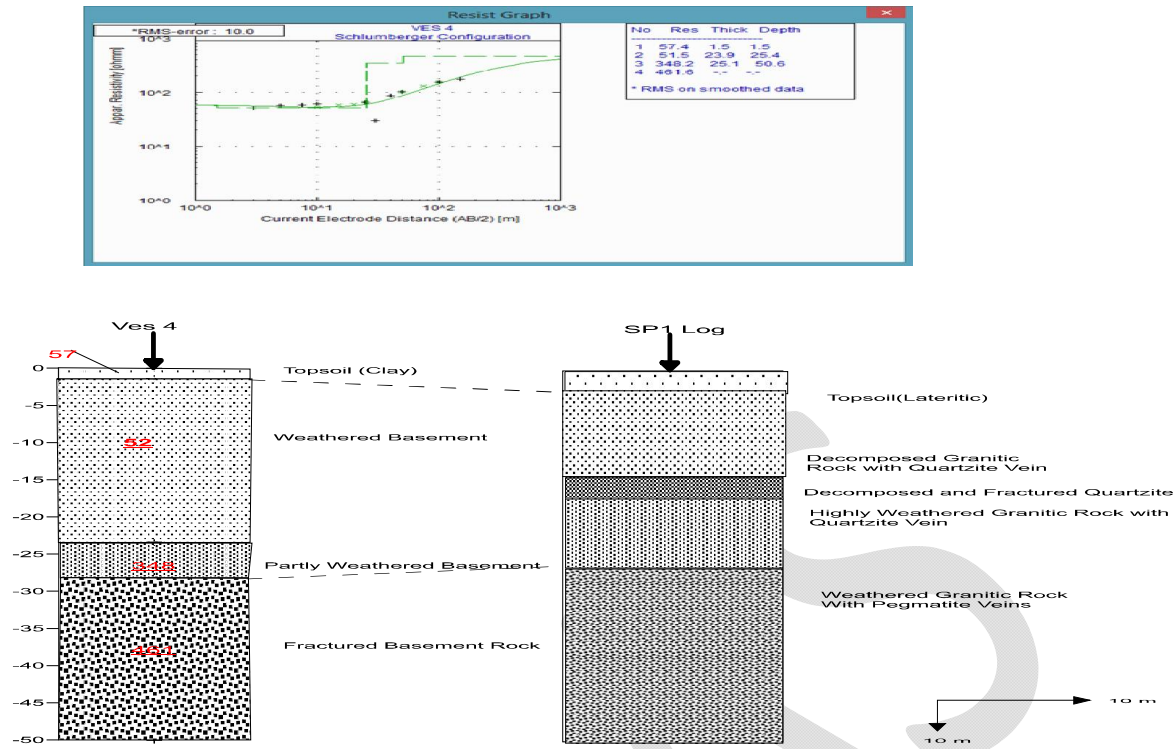 Resist Graph
*RMS-error : 10.0
VES 4
Schlumberger Configuration
Appar. Resistivity [ohmm]
10^3
10^2
10^1
10^0
10^0 10^1 10^2 10^3
Current Electrode Distance (AB/2) [m]
No Res Thick Depth
1 57.4 1.5 1.5
2 51.5 23.9 25.4
3 348.2 25.1 50.6
4 461.6 -.- -.-
* RMS on smoothed data
Ves 4
SP1 Log
57
0
-5
-10
-15
-20
-25
-30
-35
-40
-45
-50
52
348
461
Topsoil (Clay)
Weathered Basement
Partly Weathered Basement
Fractured Basement Rock
Topsoil(Lateritic)
Decomposed Granitic
Rock with Quartzite Vein
Decomposed and Fractured Quartzite
Highly Weathered Granitic Rock with
Quartzite Vein
Weathered Granitic Rock
With Pegmatite Veins
10 m
10 m